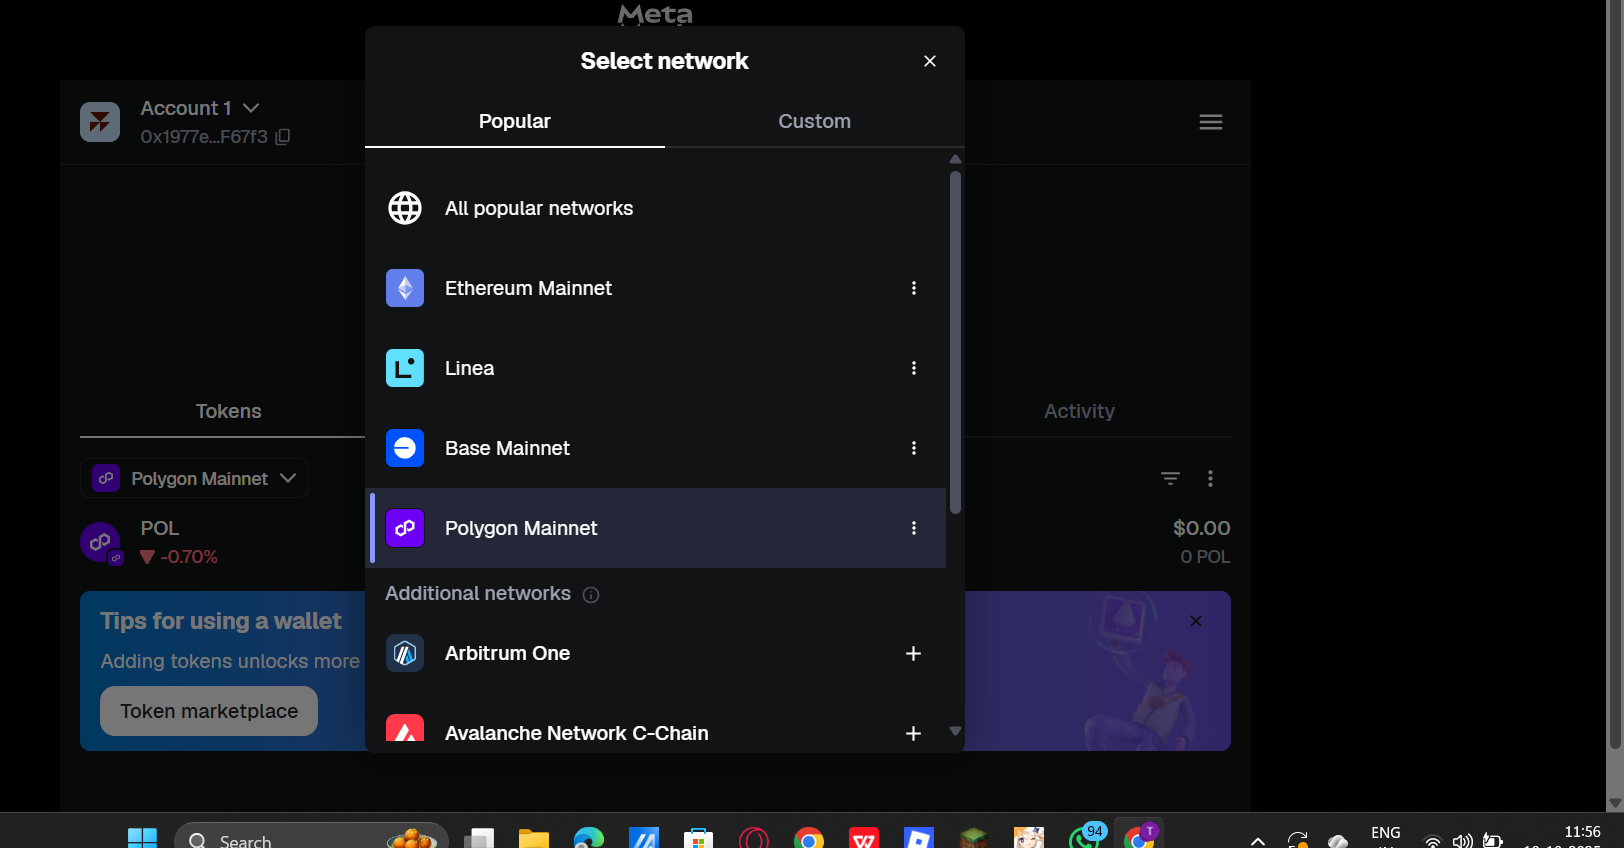 Meta
Select network
Account 1
0x1977e...F67f3
Popular
Custom
All popular networks
Ethereum Mainnet
Linea
Base Mainnet
Tokens
Activity
Polygon Mainnet
Polygon Mainnet
POL
-0.70%
$0.00
0 POL
Additional networks
Tips for using a wallet
Adding tokens unlocks more
Token marketplace
Arbitrum One
Avalanche Network C-Chain
Search
94
T
ENG
11:56